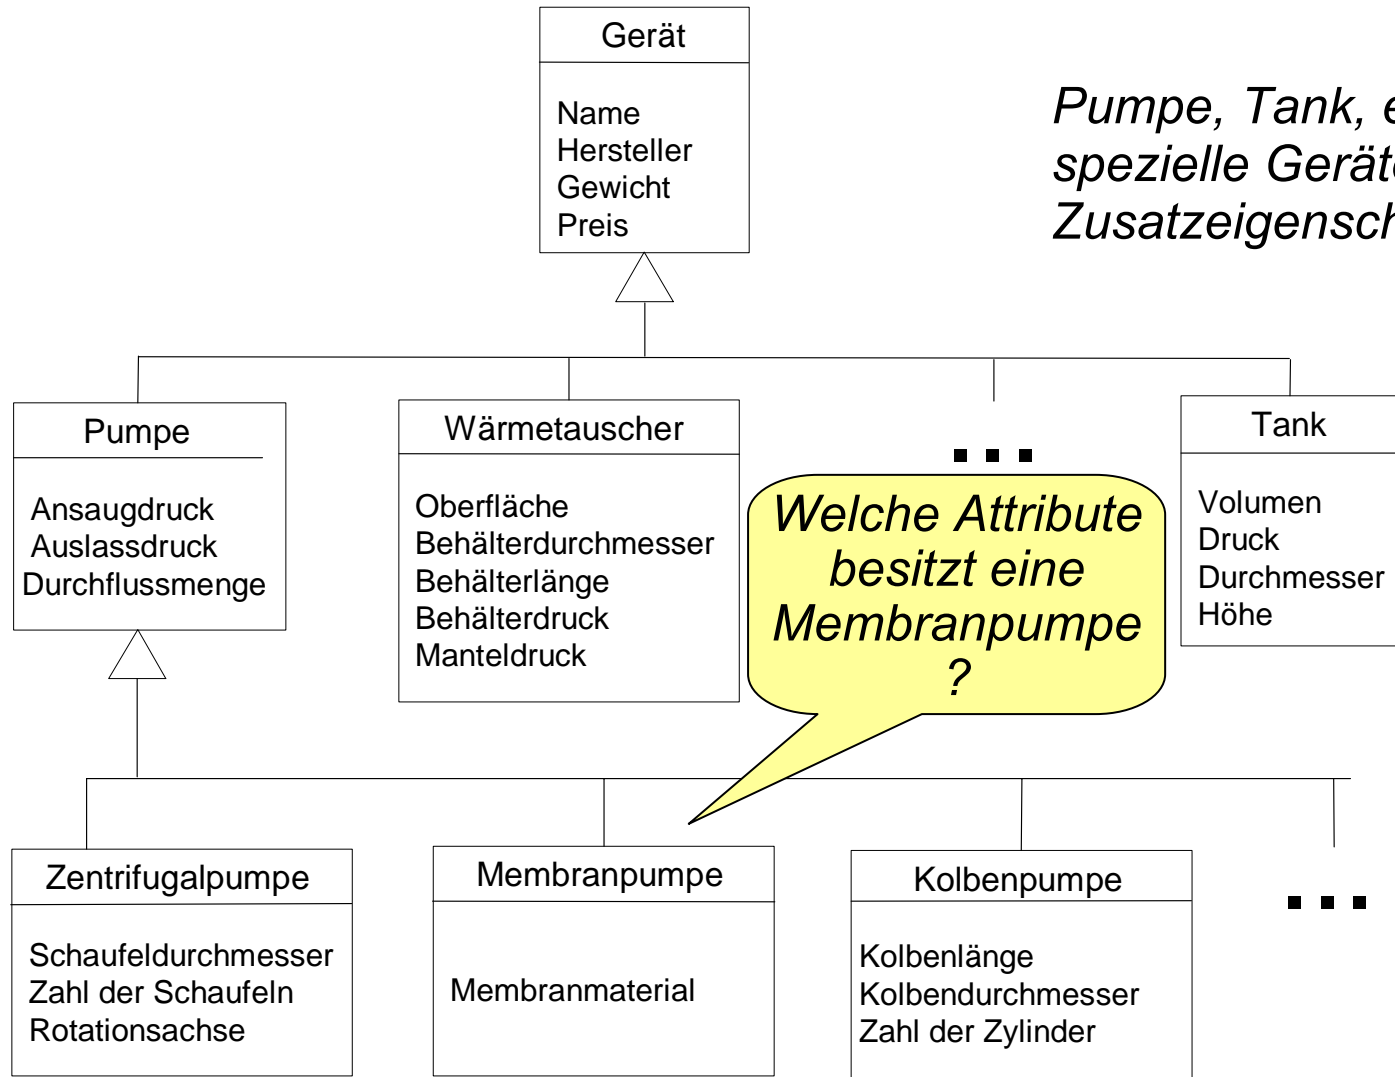 Gerät
Name
Hersteller
Gewicht
Preis
Pumpe, Tank, e
spezielle Geräte
Zusatzeigensch
Pumpe
Ansaugdruck
Auslassdruck
Durchflussmenge
Wärmetauscher
Oberfläche
Behälterdurchmesser
Behälterlänge
Behälterdruck
Manteldruck
...
Tank
Volumen
Druck
Durchmesser
Höhe
Welche Attribute
besitzt eine
Membranpumpe
?
Zentrifugalpumpe
Schaufeldurchmesser
Zahl der Schaufeln
Rotationsachse
Membranpumpe
Membranmaterial
Kolbenpumpe
Kolbenlänge
Kolbendurchmesser
Zahl der Zylinder
...